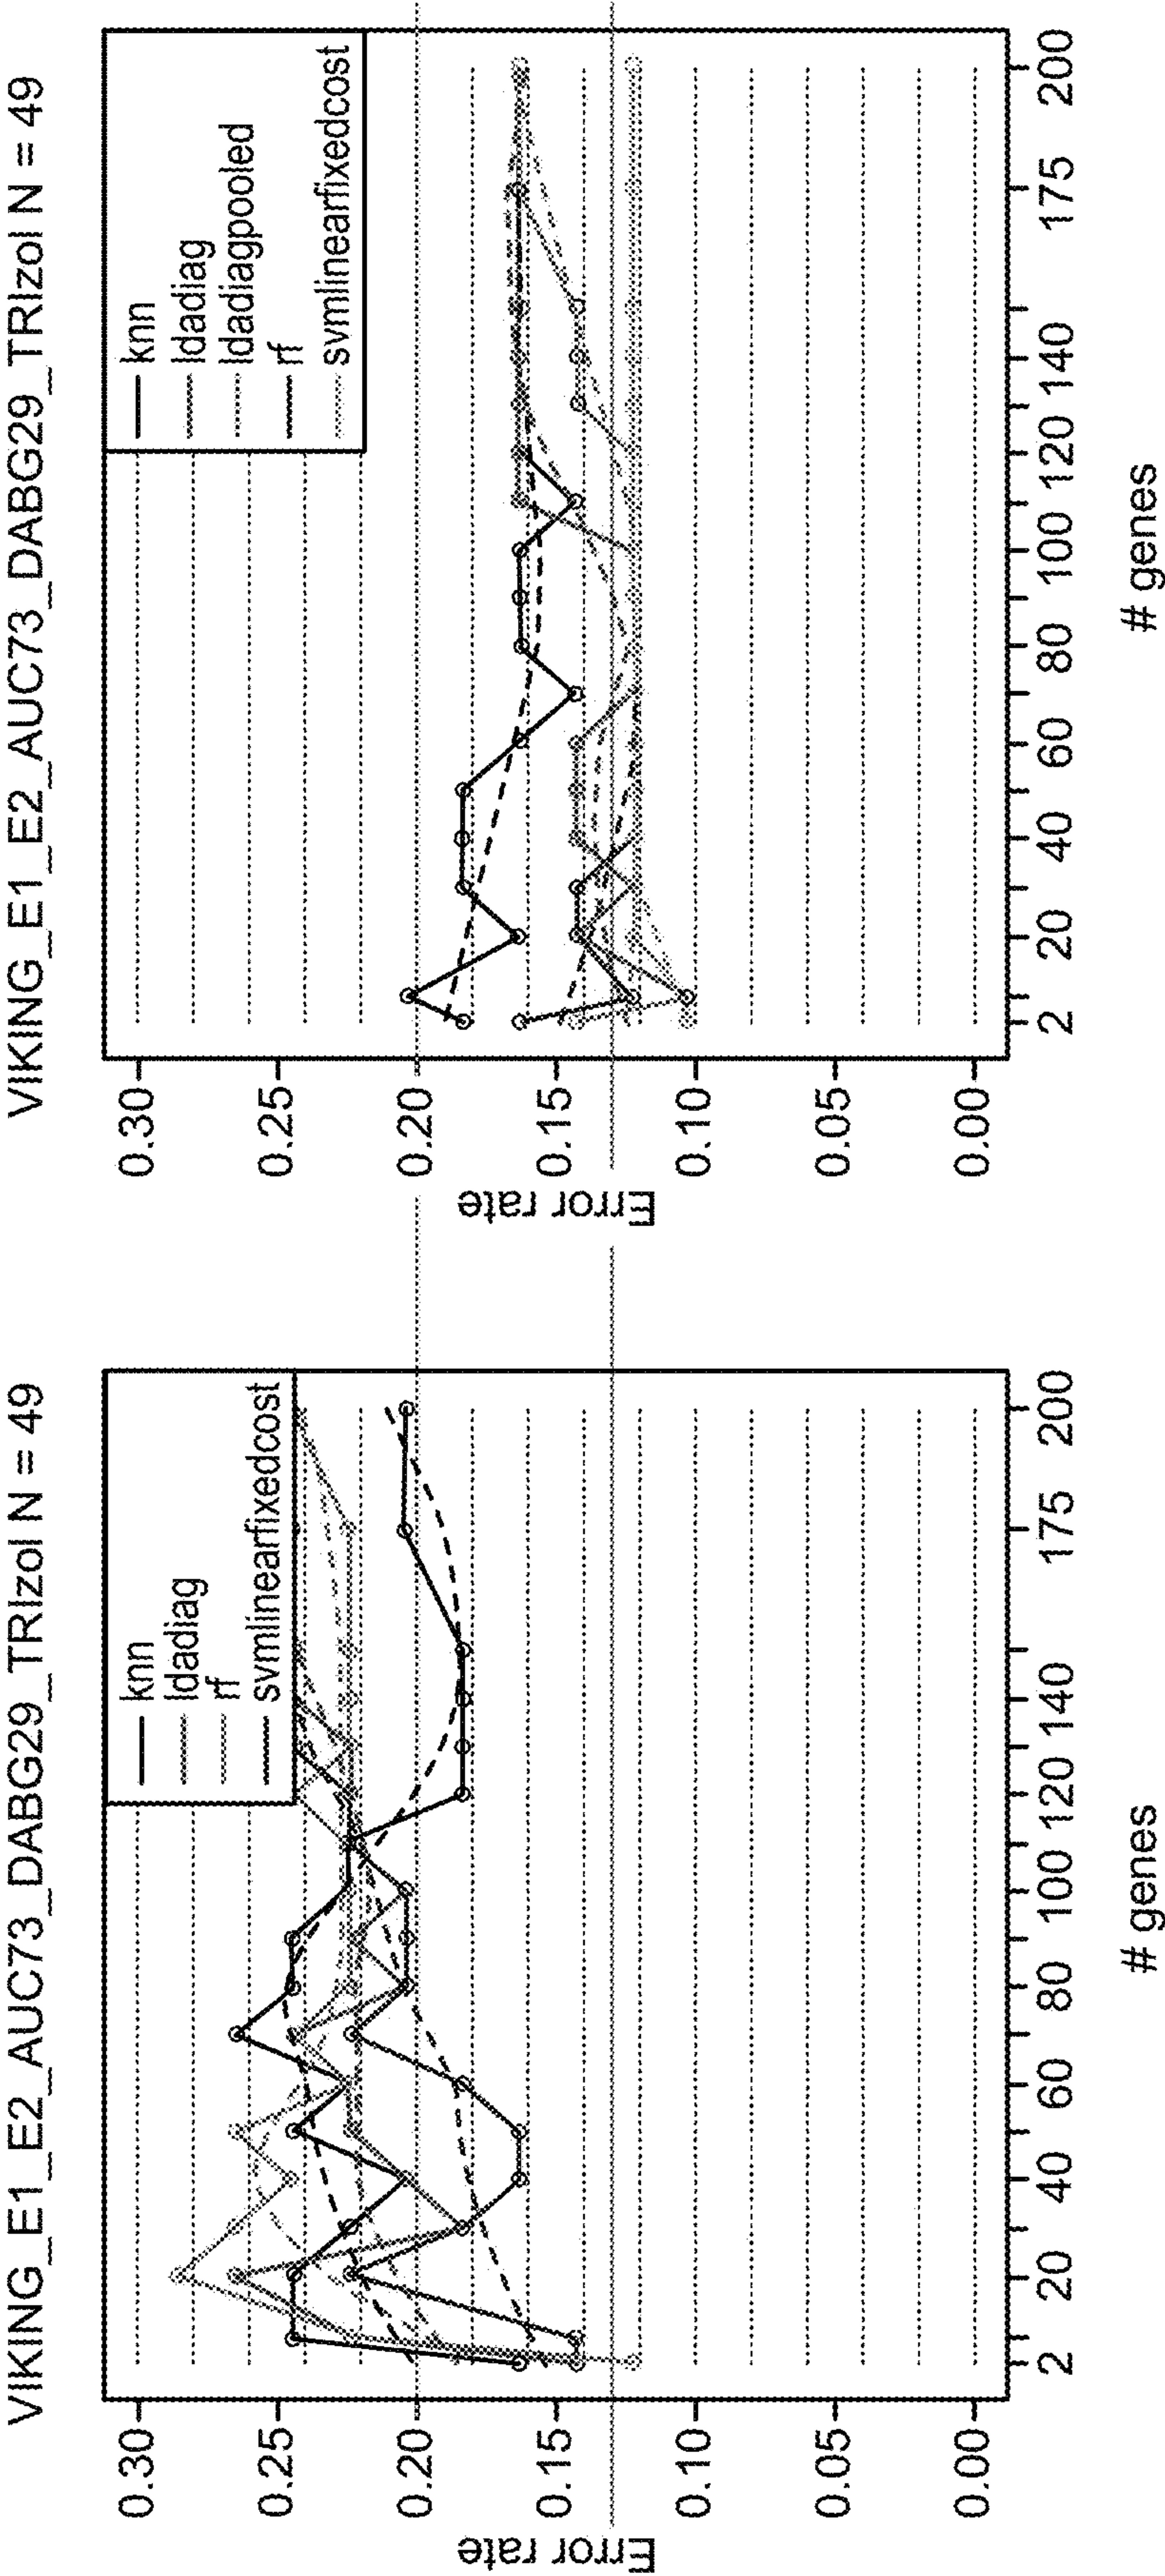 VIKING_E1_E2_AUC73_DABG29_TRIzol N = 49
knn
ldadiag
rf
svmlinearfixedcost
0.30
0.25
0.20
0.15
0.10
0.05
0.00
Error rate
2 20 40 60 80 100 120 140 175 200
# genes
VIKING_E1_E2_AUC73_DABG29_TRIzol N = 49
knn
ldadiag
ldadiagpooled
rf
svmlinearfixedcost
0.30
0.25
0.20
0.15
0.10
0.05
0.00
Error rate
2 20 40 60 80 100 120 140 175 200
# genes